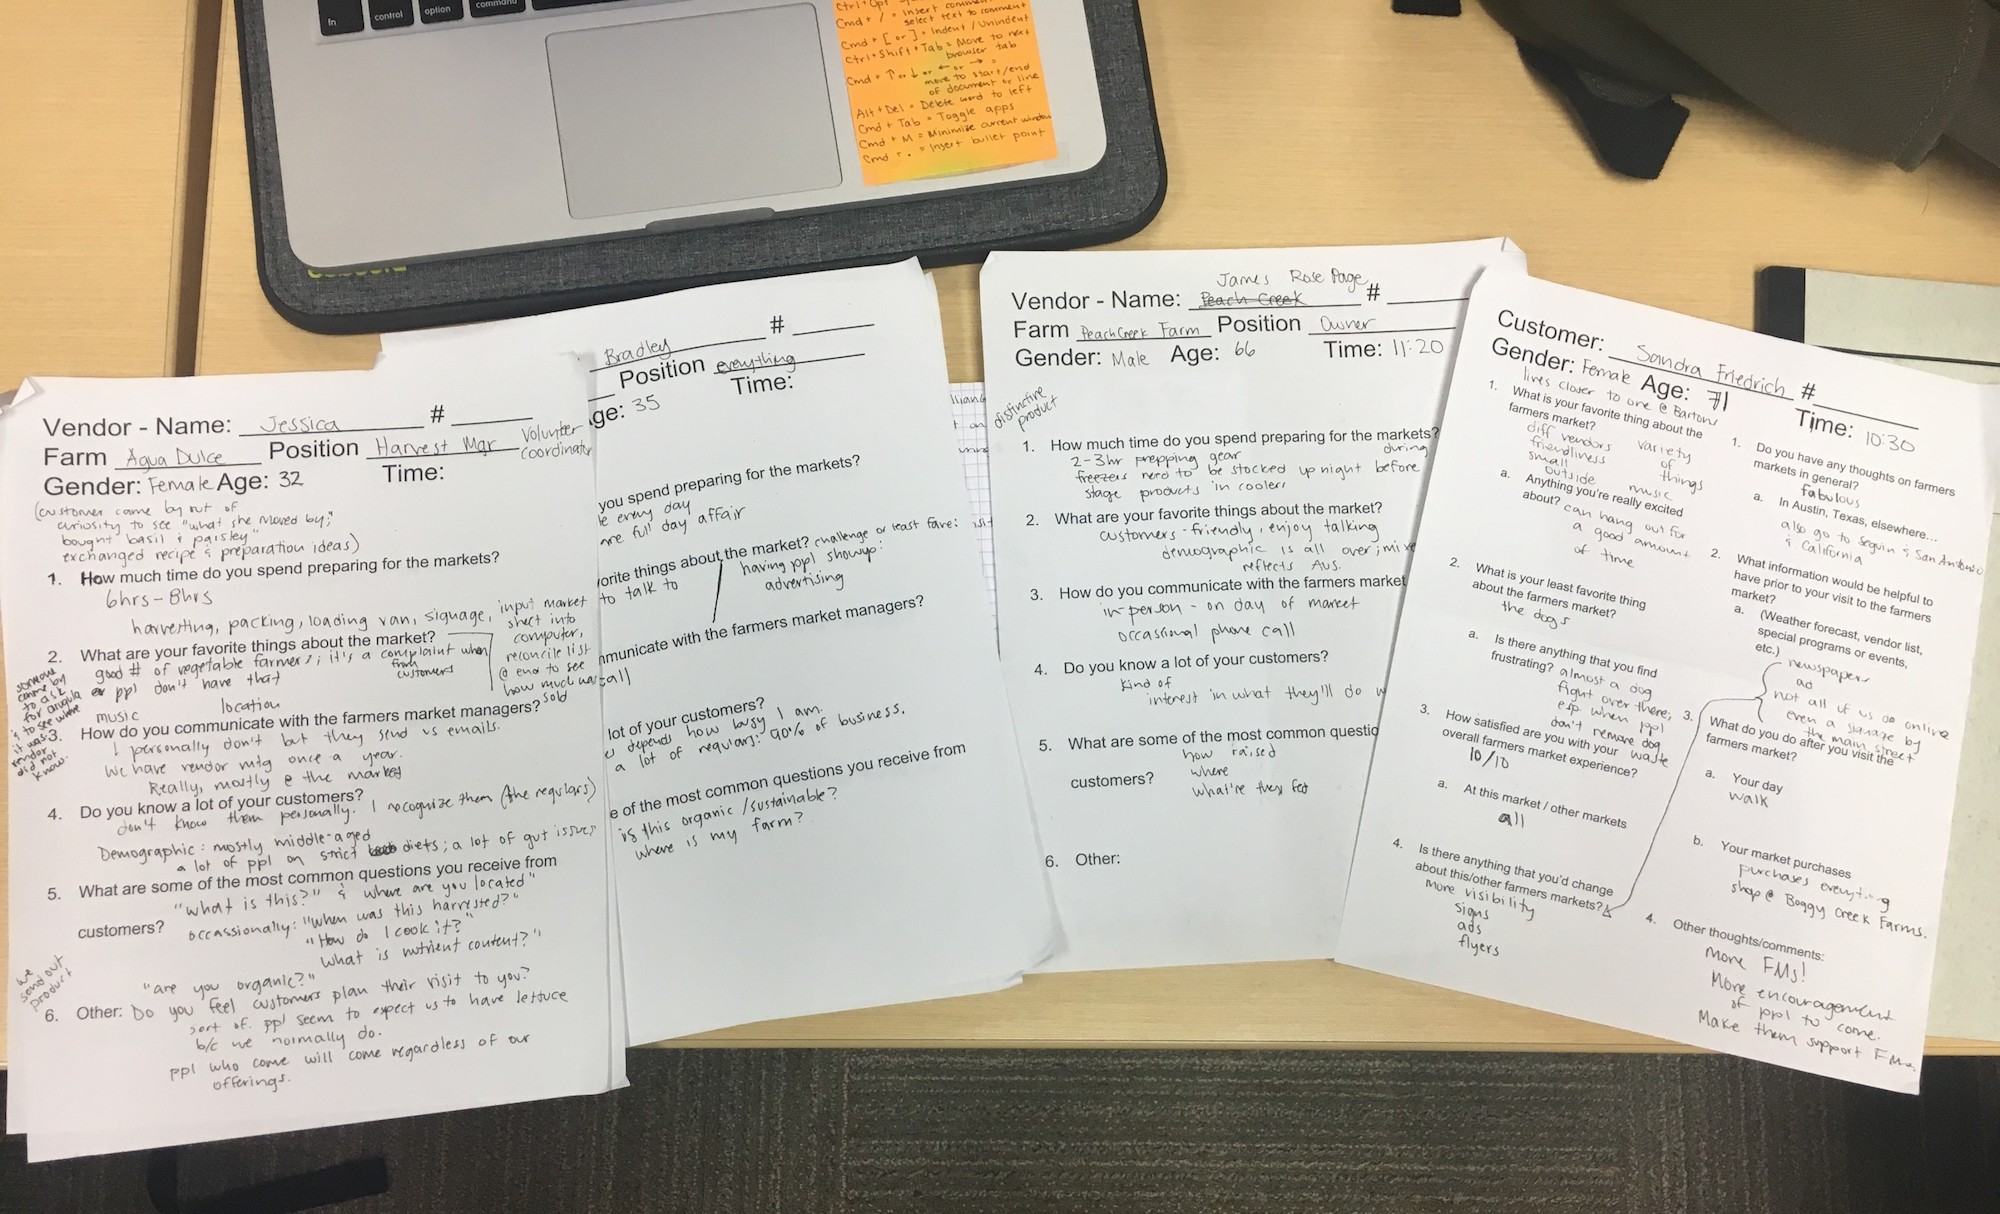 fn
control
option
command
Cmd + / = Insert comment
select text to comment
Cmd + [ or ] = Indent / Unindent
Ctrl + Shift + Tab = Move to next
browser tab
Cmd + ↑ or ↓ or ← or → =
move to start/end
of document or line
Alt + Del = Delete word to left
Cmd + Tab = Toggle apps
Cmd + M = Minimize current window
Cmd + . = Insert bullet point
Vendor - Name: Jessica #
Farm Agua Dulce Position Harvest Mgr Volunteer coordinator
Gender: Female Age: 32 Time:
(customer came by out of
curiosity to see "what she moved by;"
bought basil & parsley
exchanged recipe & preparation ideas)
1. How much time do you spend preparing for the markets?
6hrs - 8hrs
harvesting, packing, loading van, signage, input market
sheet into
computer,
reconcile list
@ end to see
how much was
sold
2. What are your favorite things about the market?
good # of vegetable farmers; it's a complaint when
from customers
ppl don't have that
music location
someone
came by
to ask
for arugula
& to see where
it was.
vendor
did not
know.
3. How do you communicate with the farmers market managers?
I personally don't but they send us emails.
We have vendor mtg once a year.
Really, mostly @ the market
4. Do you know a lot of your customers?
don't know them personally. I recognize them (the regulars)
Demographic: mostly middle-aged
a lot of ppl on strict diets; a lot of gut issues
5. What are some of the most common questions you receive from
customers?
"what is this?" & where are you located"
occassionally: "When was this harvested?"
"How do I cook it?"
"What is nutrient content?"
"are you organic?"
we
send out
product
6. Other: Do you feel customers plan their visit to you?
sort of. ppl seem to expect us to have lettuce
b/c we normally do.
ppl who come will come regardless of our
offerings.
Bradley #
Position everything
ge: 35 Time:
you spend preparing for the markets?
e every day
are full day affair
orite things about the market? challenge or least fave:
to talk to
having ppl showup:
advertising
mmunicate with the farmers market managers?
call
lot of your customers?
depends how busy I am.
a lot of regulars: 90% of business.
e of the most common questions you receive from
is this organic/sustainable?
where is my farm?
James Rose Page
Vendor - Name: Peach Creek #
Farm PeachCreek Farm Position Owner
Gender: Male Age: 66 Time: 11:20
distinctive
product
1. How much time do you spend preparing for the markets?
2-3hr prepping gear during
freezers need to be stocked up night before
stage products in coolers
2. What are your favorite things about the market?
customers - friendly, enjoy talking
demographic is all over; mixe
reflects Aus.
3. How do you communicate with the farmers market
in-person - on day of market
occassional phone call
4. Do you know a lot of your customers?
kind of
interest in what they'll do w
5. What are some of the most common questio
customers?
how raised
where
what're they fed
6. Other:
Customer: Sandra Friedrich #
Gender: Female Age: 71 Time: 10:30
lives closer to one @ Barton
1. What is your favorite thing about the
farmers market?
diff vendors
friendliness
small
outside
variety
of
things
music
a. Anything you're really excited
about? can hang out for
a good amount
of time
2. What is your least favorite thing
about the farmers market?
the dogs
a. Is there anything that you find
frustrating? almost a dog
fight over there;
esp when ppl
don't remove dog
waste
3. How satisfied are you with your
overall farmers market experience?
10/10
a. At this market / other markets
all
4. Is there anything that you'd change
about this/other farmers markets?
more visibility
signs
ads
flyers
1. Do you have any thoughts on farmers
markets in general?
fabulous
a. In Austin, Texas, elsewhere...
also go to Seguin & San Antonio
& California
2. What information would be helpful to
have prior to your visit to the farmers
market?
a. (Weather forecast, vendor list,
special programs or events,
etc.)
newspaper
ad
not all of us do online
even a signage by
the main street
3. What do you do after you visit the
farmers market?
a. Your day
walk
b. Your market purchases
purchases everything
shop @ Boggy Creek Farms.
4. Other thoughts/comments:
More FMs!
More encouragement
of ppl to come.
Make them support FMs.